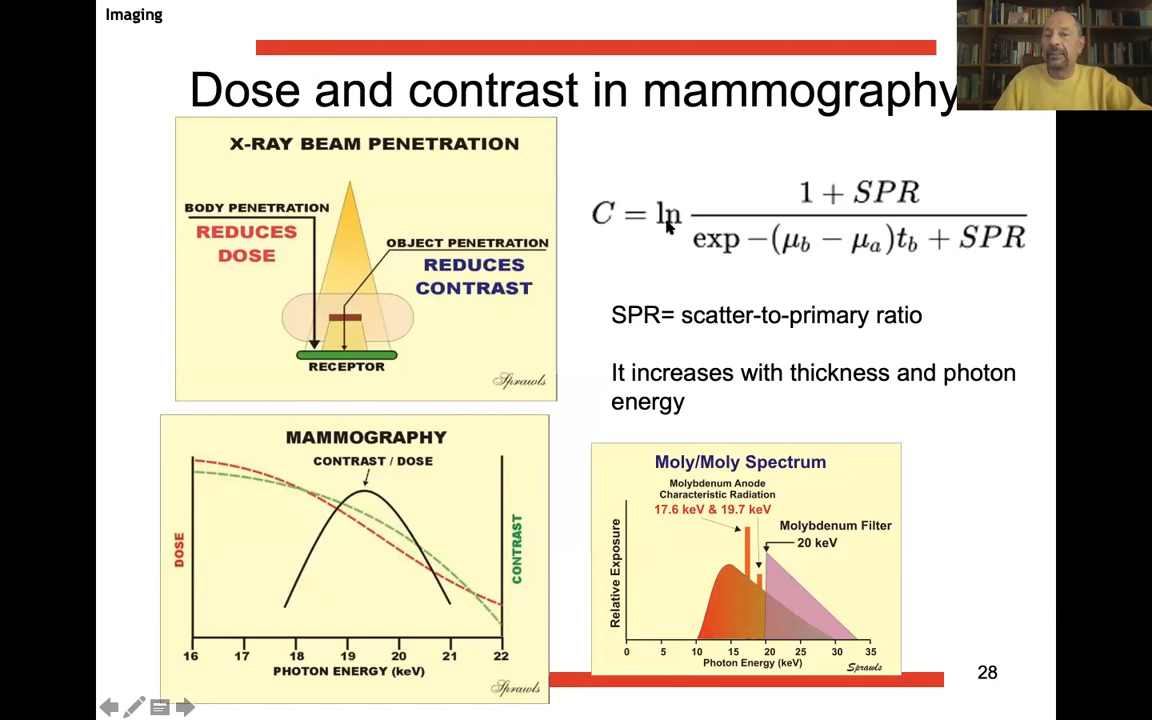 Imaging
Dose and contrast in mammography
X-RAY BEAM PENETRATION
BODY PENETRATION
REDUCES
DOSE
OBJECT PENETRATION
REDUCES
CONTRAST
RECEPTOR
Sprawls
C = ln
1 + SPR
exp −(μb − μa)tb + SPR
SPR= scatter-to-primary ratio
It increases with thickness and photon
energy
MAMMOGRAPHY
CONTRAST / DOSE
DOSE
CONTRAST
16 17 18 19 20 21 22
PHOTON ENERGY (keV)
Sprawls
Moly/Moly Spectrum
Molybdenum Anode
Characteristic Radiation
17.6 keV & 19.7 keV
Molybdenum Filter
20 keV
Relative Exposure
0 5 10 15 20 25 30 35
Photon Energy (keV)
Sprawls
28